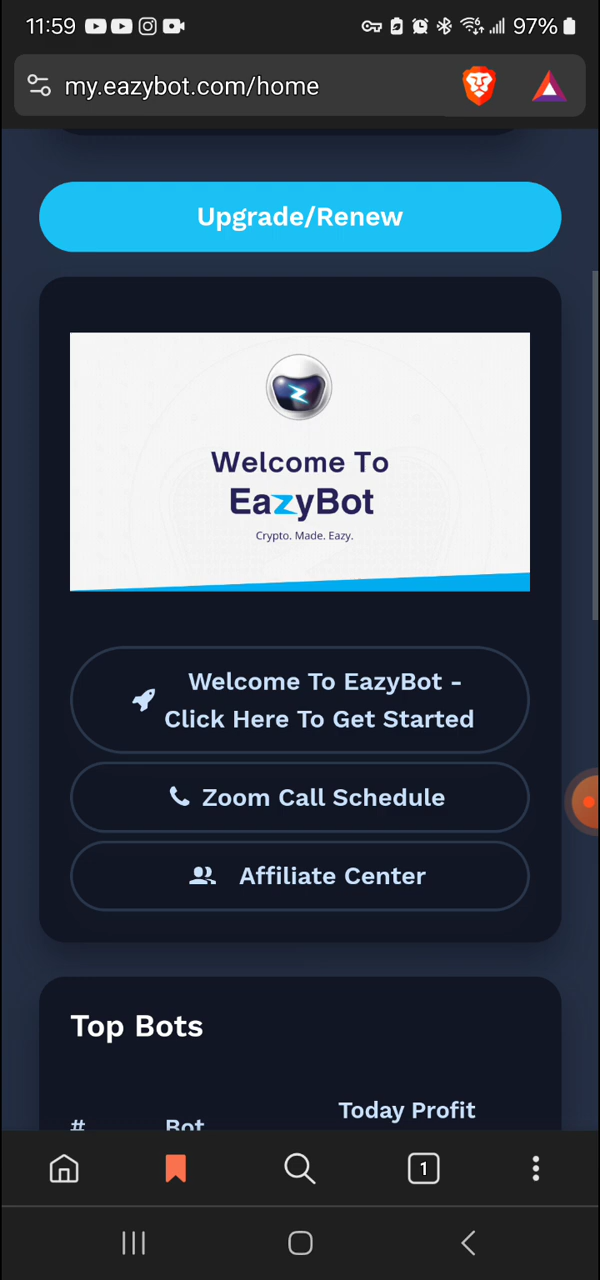 11:59 97%
my.eazybot.com/home
Upgrade/Renew
Welcome To
EazyBot
Crypto. Made. Eazy.
Welcome To EazyBot -
Click Here To Get Started
Zoom Call Schedule
Affiliate Center
Top Bots
Today Profit
# Bot
1